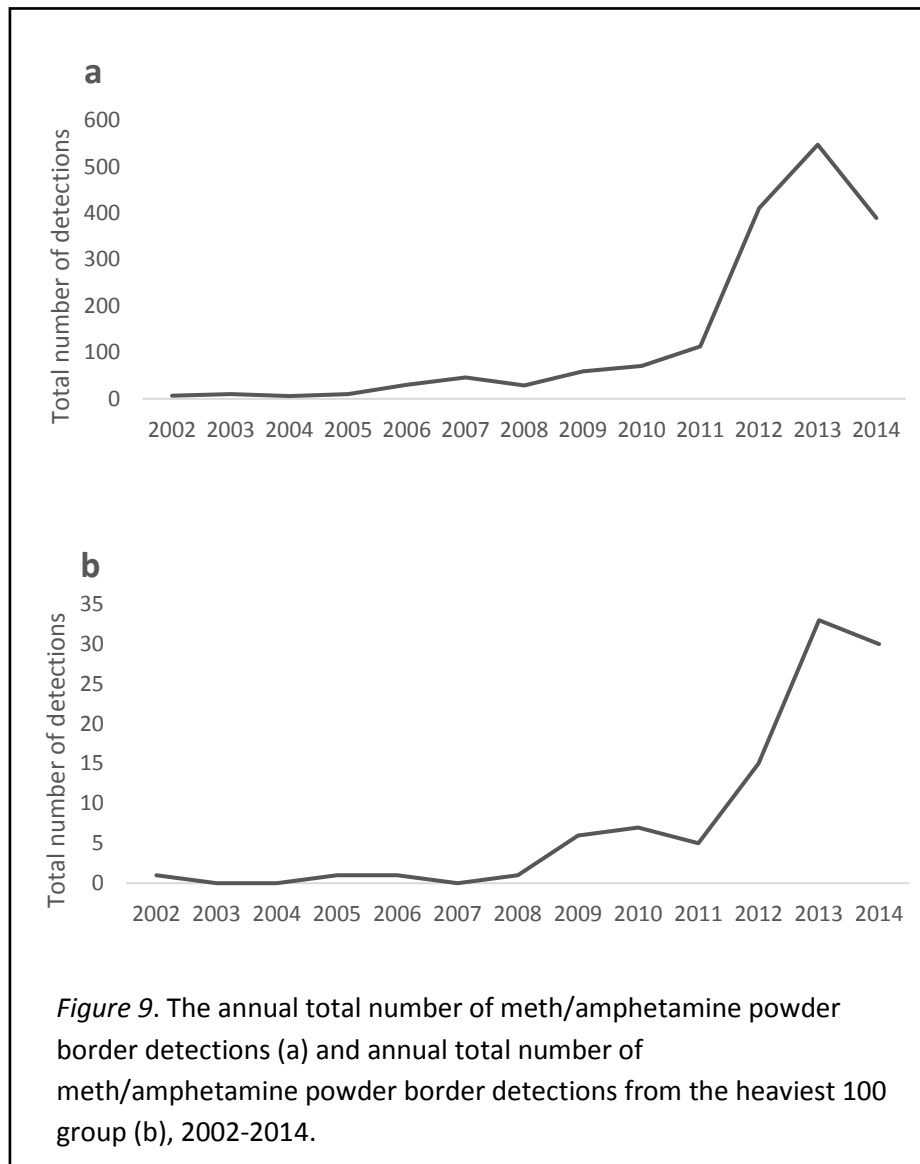 a
Total number of detections
600
500
400
300
200
100
0
2002 2003 2004 2005 2006 2007 2008 2009 2010 2011 2012 2013 2014
b
Total number of detections
35
30
25
20
15
10
5
0
2002 2003 2004 2005 2006 2007 2008 2009 2010 2011 2012 2013 2014
Figure 9. The annual total number of meth/amphetamine powder
border detections (a) and annual total number of
meth/amphetamine powder border detections from the heaviest 100
group (b), 2002-2014.